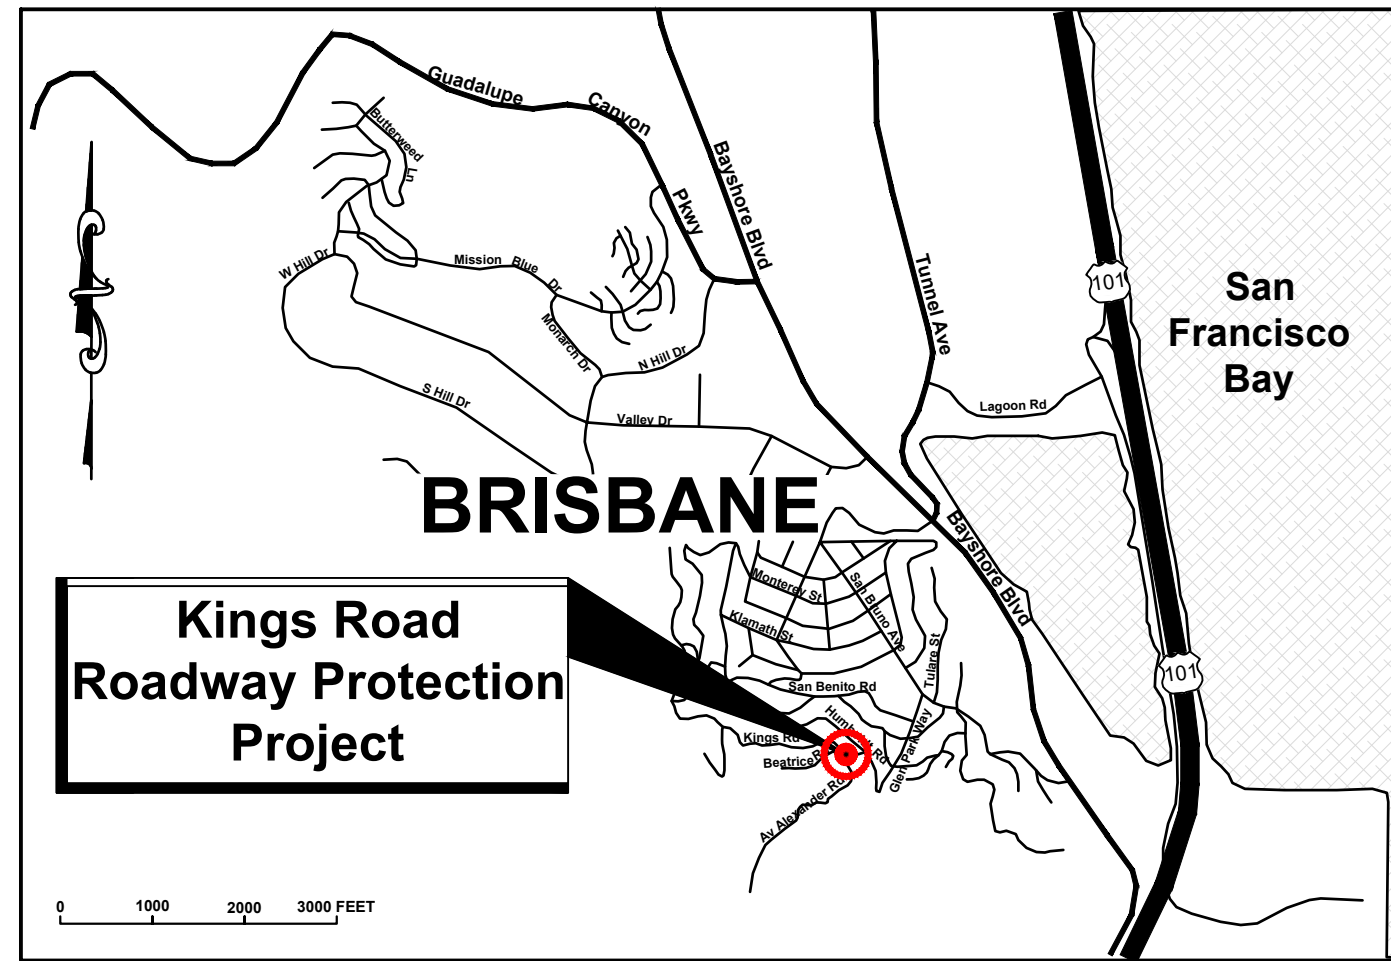 Guadalupe Canyon Pkwy
Butterweed Ln
Bayshore Blvd
Tunnel Ave
101
San
Francisco
Bay
W Hill Dr
Mission Blue Dr
Monarch Dr
N Hill Dr
S Hill Dr
Valley Dr
Lagoon Rd
BRISBANE
Bayshore Blvd
Monterey St
San Bruno Ave
Klamath St
Tulare St
Kings Road
Roadway Protection
Project
San Benito Rd
101
Kings Rd
Beatrice
Glen Park Way
Av Alexander Rd
0 1000 2000 3000 FEET